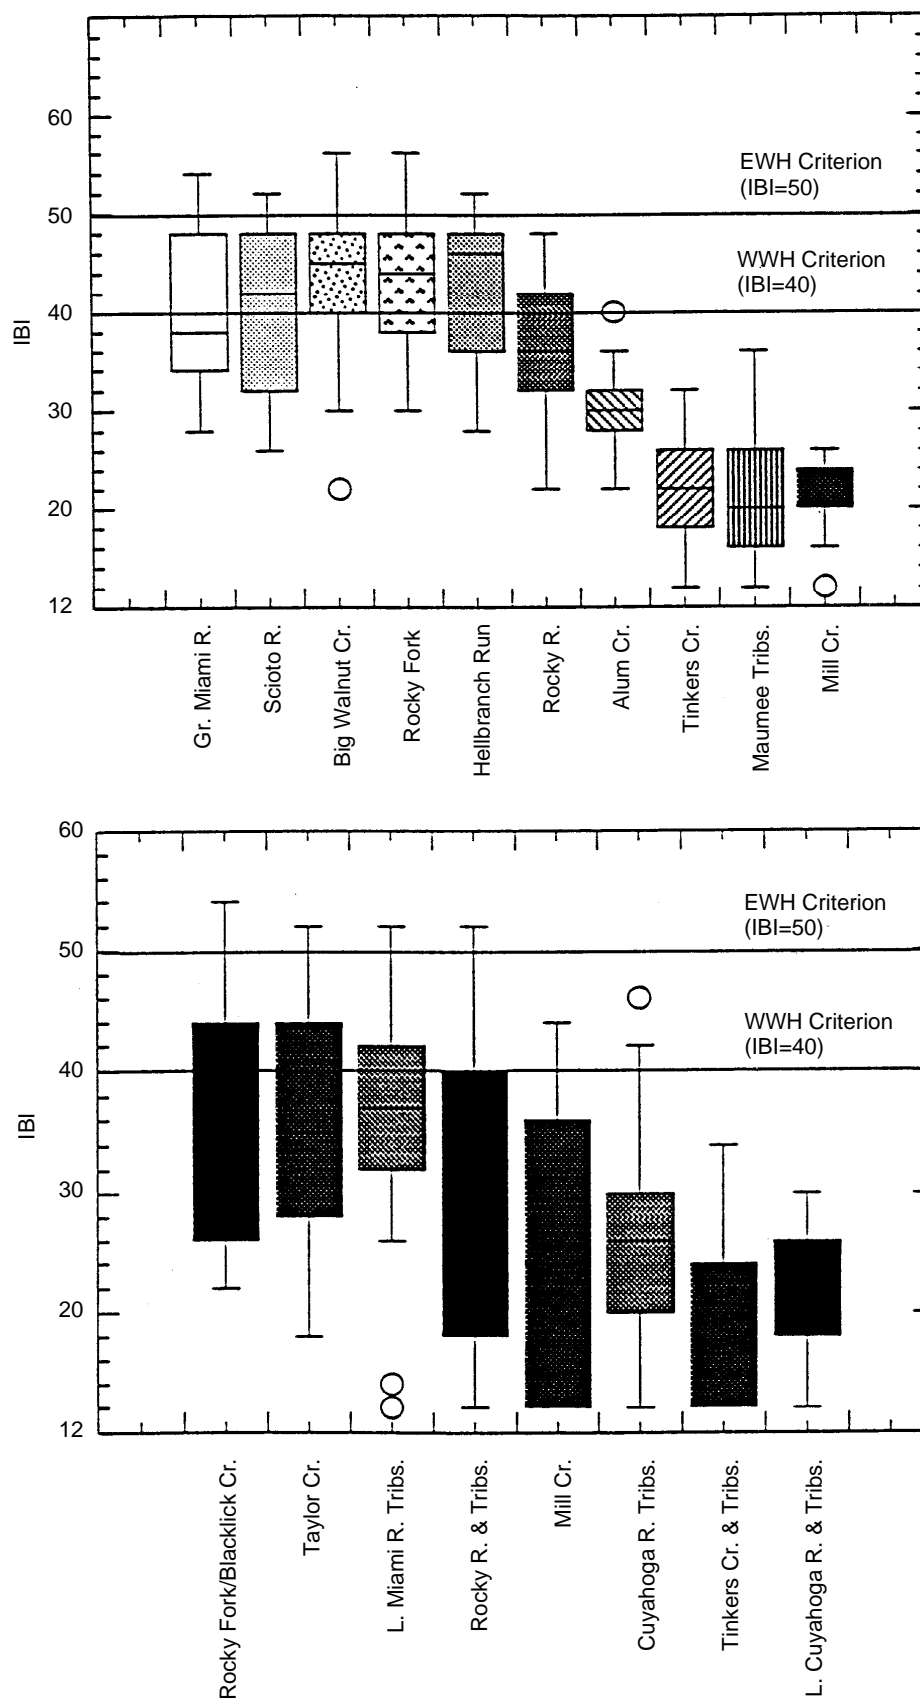 60
50
40
30
20
12
IBI
EWH Criterion
(IBI=50)
WWH Criterion
(IBI=40)
Gr. Miami R.
Scioto R.
Big Walnut Cr.
Rocky Fork
Hellbranch Run
Rocky R.
Alum Cr.
Tinkers Cr.
Maumee Tribs.
Mill Cr.
60
50
40
30
20
12
IBI
EWH Criterion
(IBI=50)
WWH Criterion
(IBI=40)
Rocky Fork/Blacklick Cr.
Taylor Cr.
L. Miami R. Tribs.
Rocky R. & Tribs.
Mill Cr.
Cuyahoga R. Tribs.
Tinkers Cr. & Tribs.
L. Cuyahoga R. & Tribs.